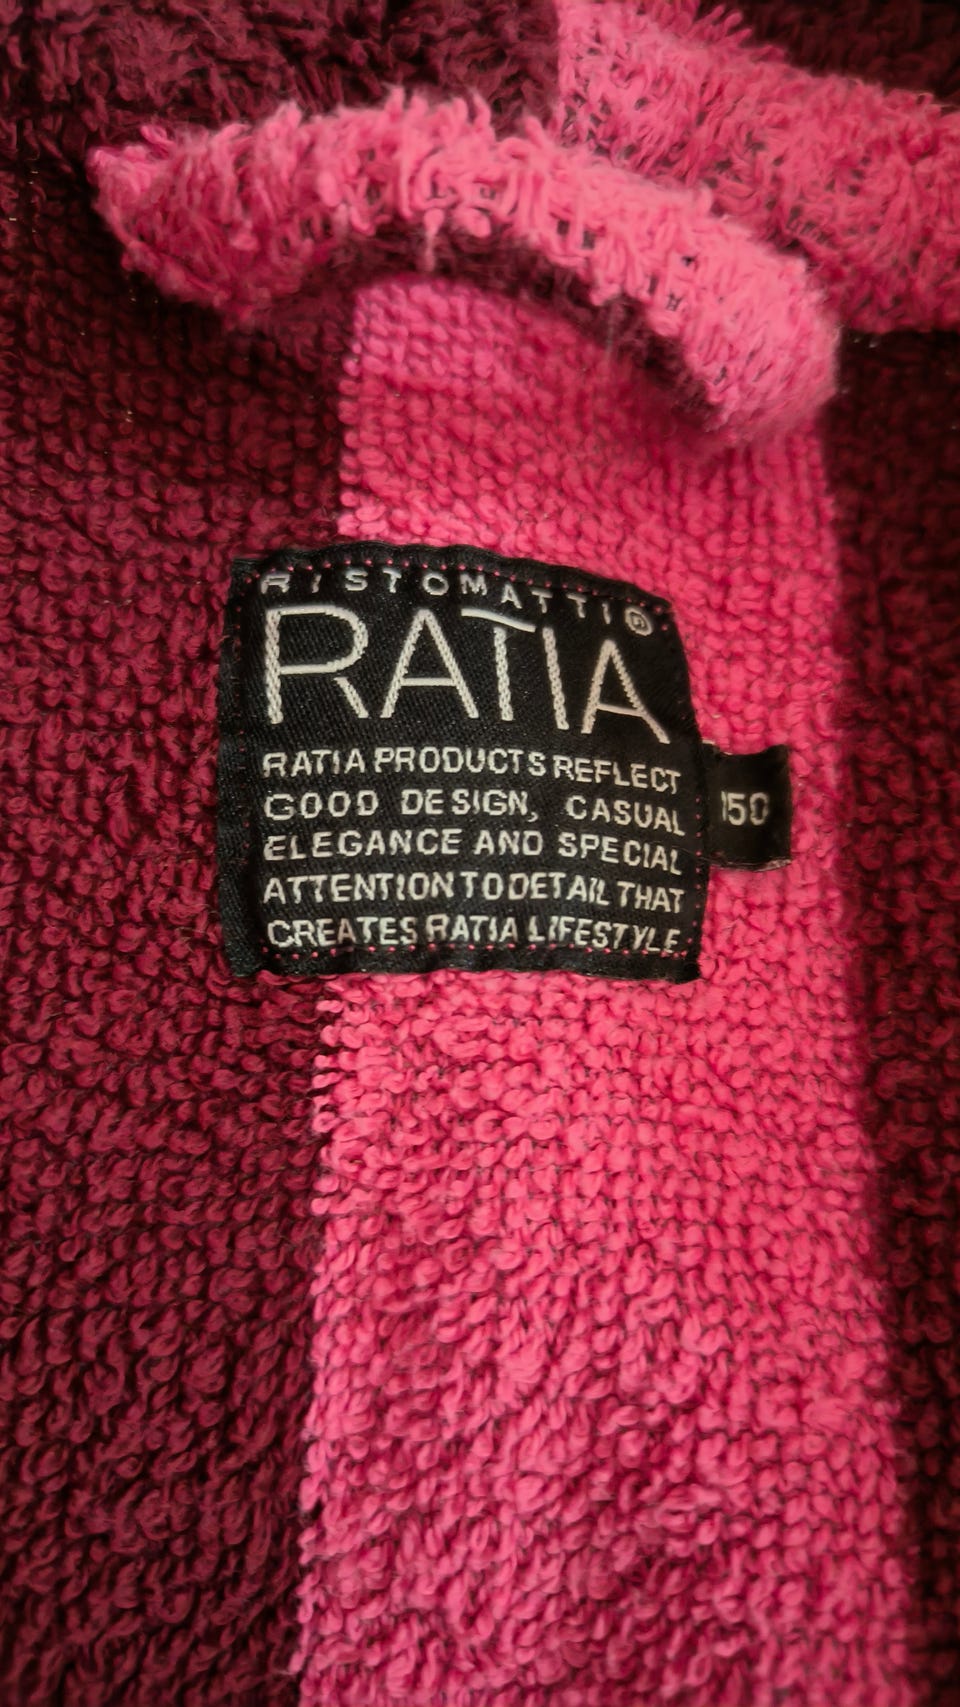 RISTOMATTI®
RATIA
RATIA PRODUCTS REFLECT
GOOD DESIGN, CASUAL
ELEGANCE AND SPECIAL
ATTENTION TO DETAIL THAT
CREATES RATIA LIFESTYLE.
150